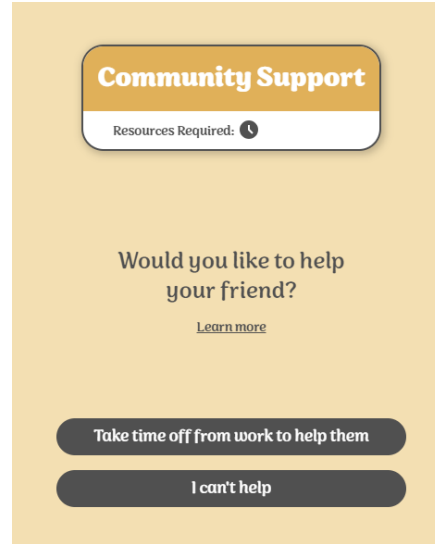 Community Support
Resources Required:
Would you like to help
your friend?
Learn more
Take time off from work to help them
I can't help